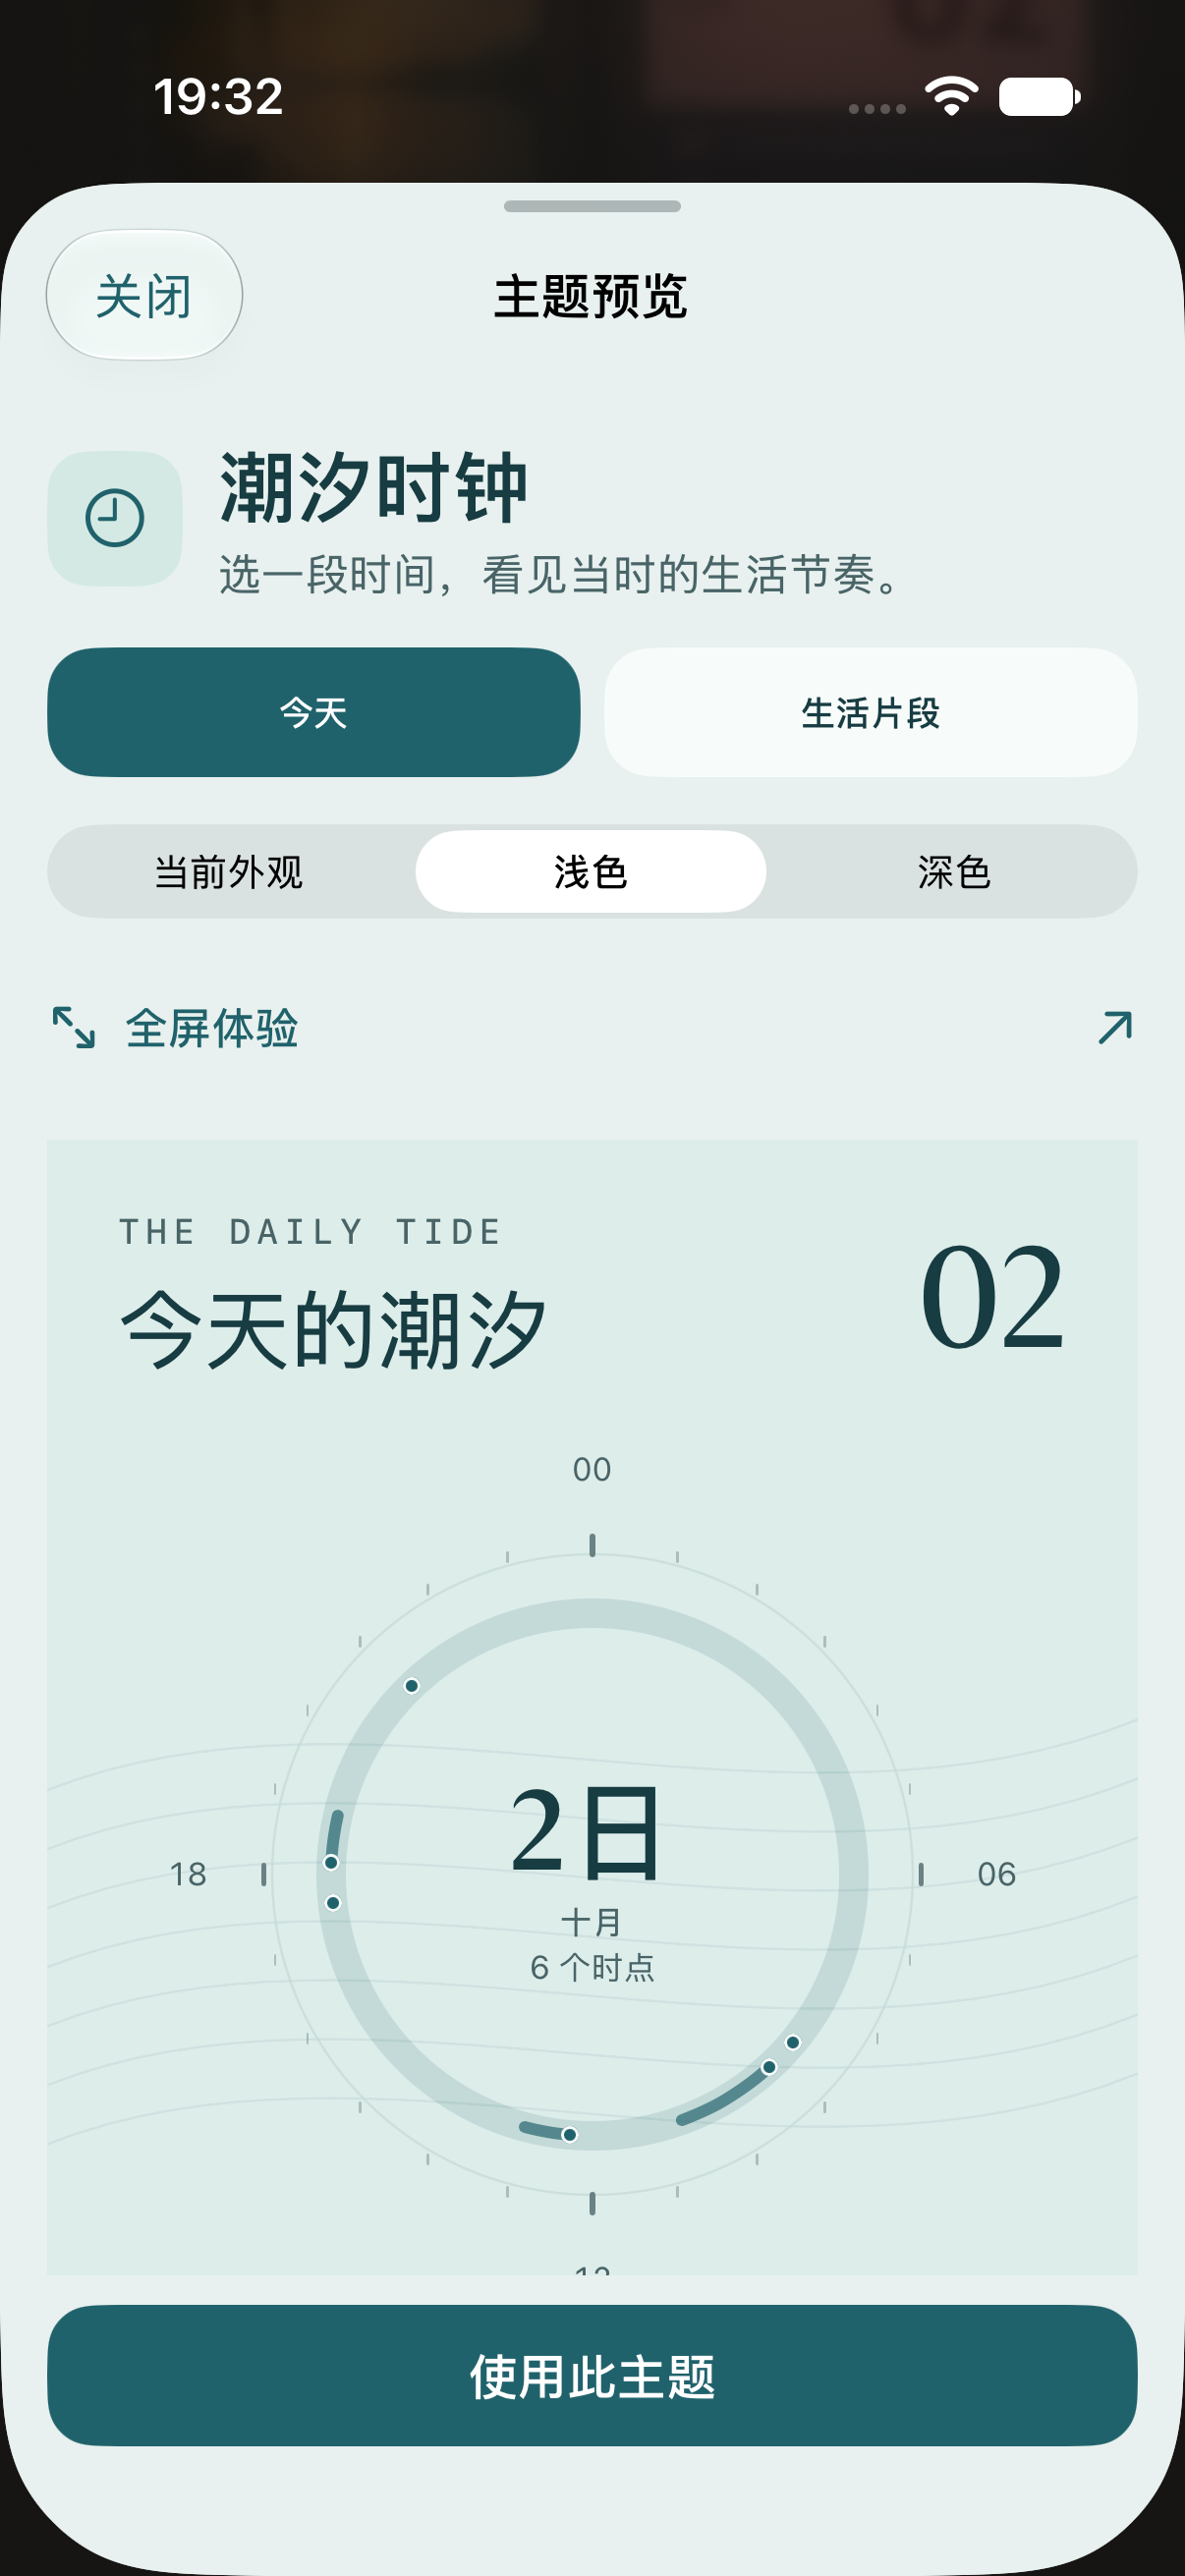 19:32
关闭
主题预览
潮汐时钟
选一段时间，看见当时的生活节奏。
今天
生活片段
当前外观
浅色
深色
全屏体验
THE DAILY TIDE
今天的潮汐
02
00
18
06
2日
十月
6 个时点
12
使用此主题